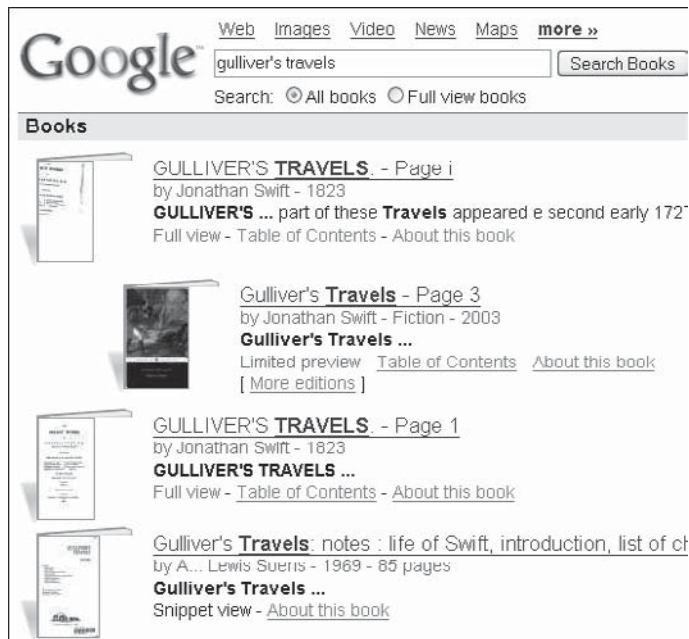 Web Images Video News Maps more »
Google™
gulliver's travels Search Books
Search: All books Full view books
Books
GULLIVER'S TRAVELS. - Page i
by Jonathan Swift - 1823
GULLIVER'S ... part of these Travels appeared e second early 1727
Full view - Table of Contents - About this book
Gulliver's Travels - Page 3
by Jonathan Swift - Fiction - 2003
Gulliver's Travels ...
Limited preview Table of Contents About this book
[ More editions ]
GULLIVER'S TRAVELS. - Page 1
by Jonathan Swift - 1823
GULLIVER'S TRAVELS ...
Full view - Table of Contents - About this book
Gulliver's Travels: notes : life of Swift, introduction, list of ch
by A... Lewis - 1969 - 85 pages
Gulliver's Travels ...
Snippet view - About this book